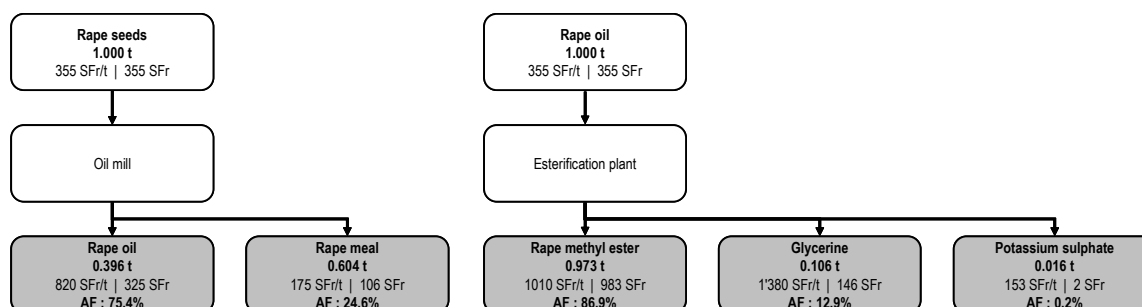 Rape seeds
1.000 t
355 SFr/t | 355 SFr
Oil mill
Rape oil
0.396 t
820 SFr/t | 325 SFr
AF : 75.4%
Rape meal
0.604 t
175 SFr/t | 106 SFr
AF : 24.6%
Rape oil
1.000 t
355 SFr/t | 355 SFr
Esterification plant
Rape methyl ester
0.973 t
1010 SFr/t | 983 SFr
AF : 86.9%
Glycerine
0.106 t
1'380 SFr/t | 146 SFr
AF : 12.9%
Potassium sulphate
0.016 t
153 SFr/t | 2 SFr
AF : 0.2%